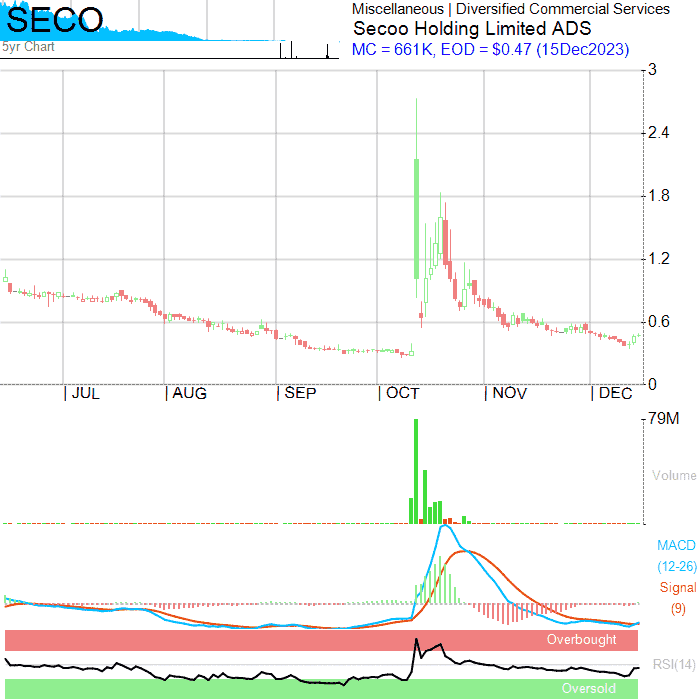 SECO
5yr Chart
Miscellaneous | Diversified Commercial Services
Secoo Holding Limited ADS
MC = 661K, EOD = $0.47 (15Dec2023)
3
2.4
1.8
1.2
0.6
0
JUL AUG SEP OCT NOV DEC
79M
Volume
MACD
(12-26)
Signal
(9)
Overbought
RSI(14)
Oversold